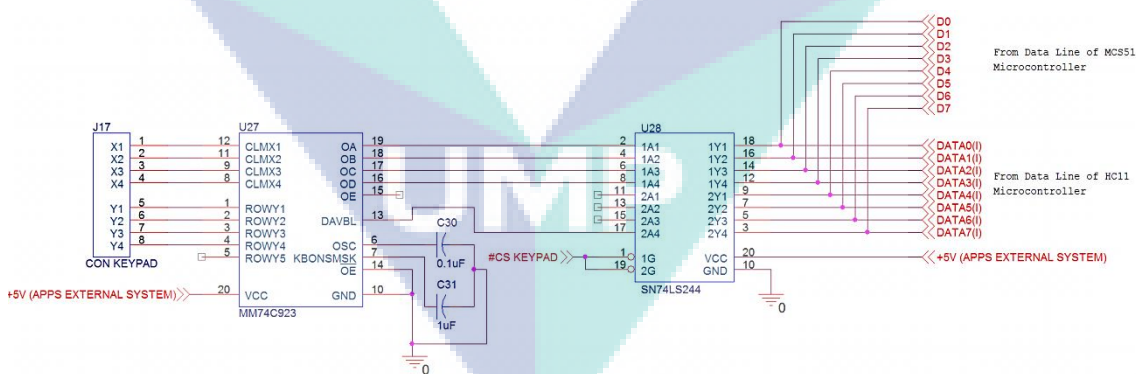 D0
D1
D2
D3
D4
D5
D6
D7
From Data Line of MCS51
Microcontroller
J17
X1 1
X2 2
X3 3
X4 4
Y1 5
Y2 6
Y3 7
Y4 8
CON KEYPAD
U27
12 CLMX1 OA 19
11 CLMX2 OB 18
9 CLMX3 OC 17
8 CLMX4 OD 16
OE 15
1 ROWY1
2 ROWY2 DAVBL 13
3 ROWY3
4 ROWY4 OSC 6
5 ROWY5 KBONSMSK 7
OE 14
20 VCC GND 10
MM74C923
+5V (APPS EXTERNAL SYSTEM)
C30
0.1uF
C31
1uF
0
UMP
#CS KEYPAD
U28
2 1A1 1Y1 18
4 1A2 1Y2 16
6 1A3 1Y3 14
8 1A4 1Y4 12
11 2A1 2Y1 9
13 2A2 2Y2 7
15 2A3 2Y3 5
17 2A4 2Y4 3
1 1G VCC 20
19 2G GND 10
SN74LS244
0
DATA0(I)
DATA1(I)
DATA2(I)
DATA3(I)
DATA4(I)
DATA5(I)
DATA6(I)
DATA7(I)
From Data Line of HC11
Microcontroller
+5V (APPS EXTERNAL SYSTEM)